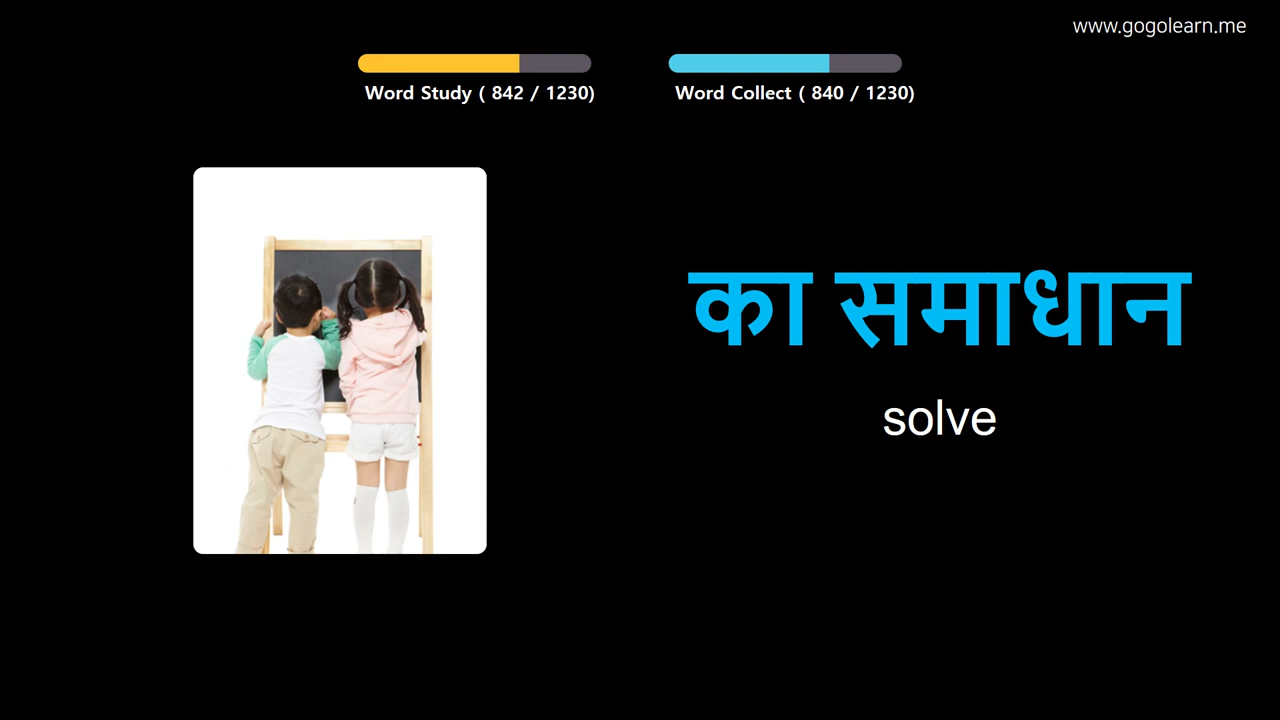 www.gogolearn.me
Word Study ( 842 / 1230)
Word Collect ( 840 / 1230)
का समाधान
solve